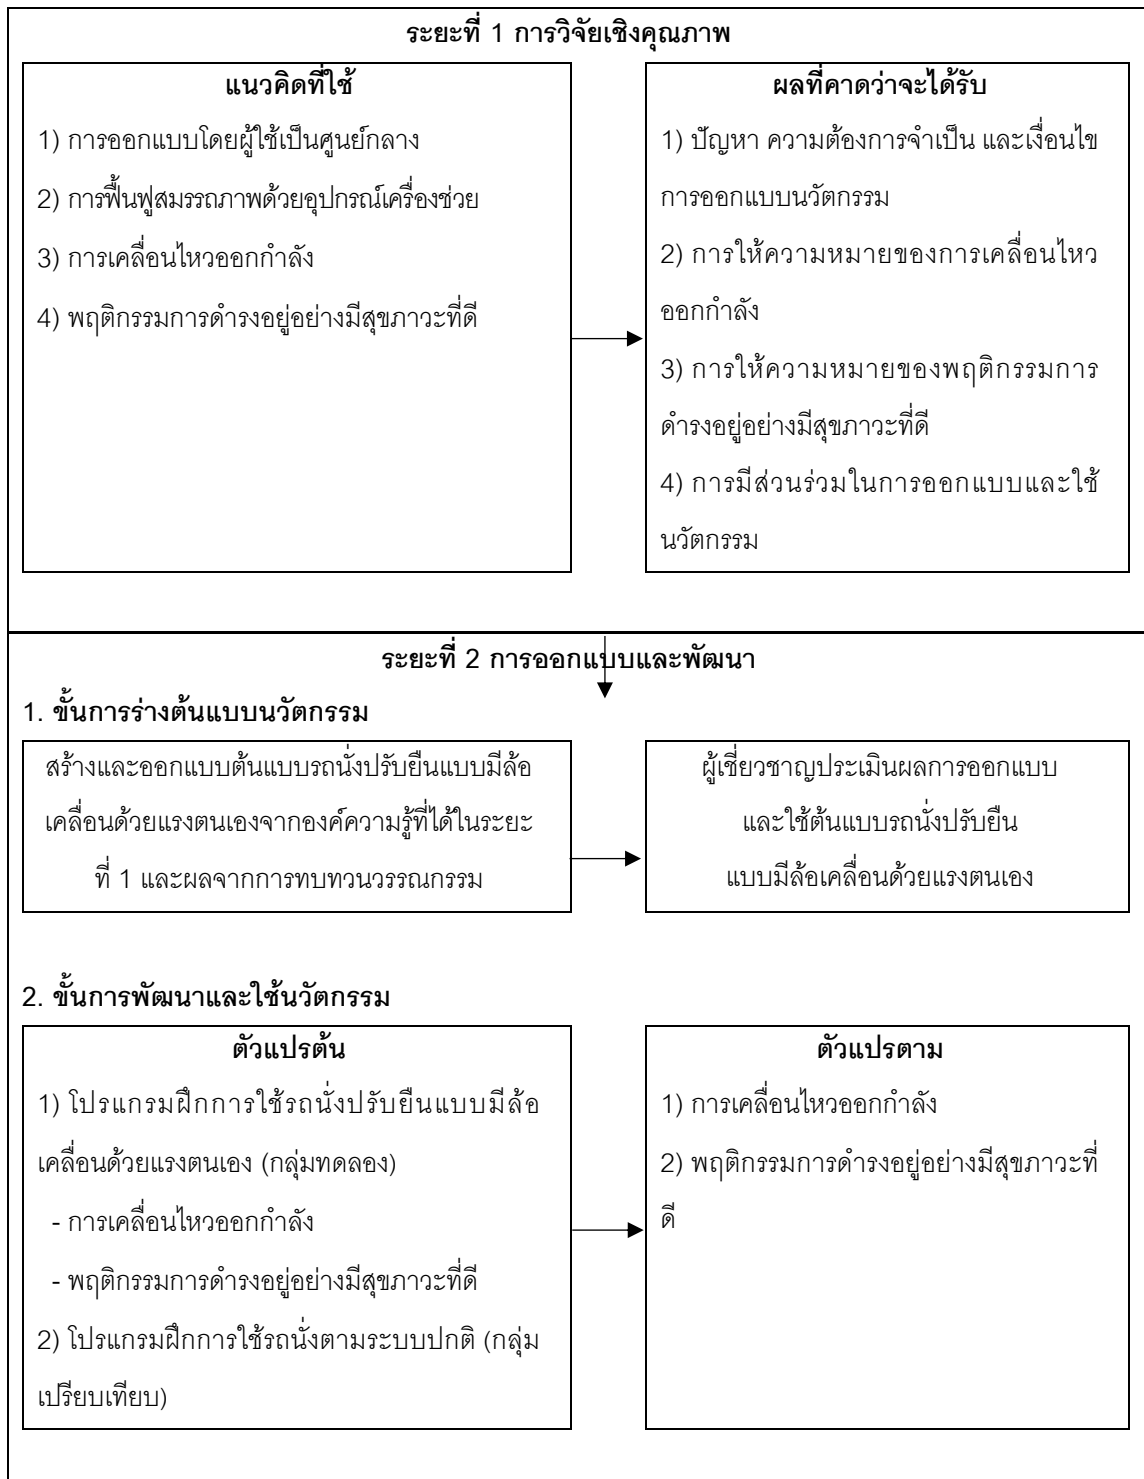 ระยะที่ 1 การวิจัยเชิงคุณภาพ
แนวคิดที่ใช้
1) การออกแบบโดยผู้ใช้เป็นศูนย์กลาง
2) การฟื้นฟูสมรรถภาพด้วยอุปกรณ์เครื่องช่วย
3) การเคลื่อนไหวออกกำลัง
4) พฤติกรรมการดำรงอยู่อย่างมีสุขภาวะที่ดี
ผลที่คาดว่าจะได้รับ
1) ปัญหา ความต้องการจำเป็น และเงื่อนไข
การออกแบบนวัตกรรม
2) การให้ความหมายของการเคลื่อนไหว
ออกกำลัง
3) การให้ความหมายของพฤติกรรมการ
ดำรงอยู่อย่างมีสุขภาวะที่ดี
4) การมีส่วนร่วมในการออกแบบและใช้
นวัตกรรม
ระยะที่ 2 การออกแบบและพัฒนา
1. ขั้นการร่างต้นแบบนวัตกรรม
สร้างและออกแบบต้นแบบรถนั่งปรับยืนแบบมีล้อ
เคลื่อนด้วยแรงตนเองจากองค์ความรู้ที่ได้ในระยะ
ที่ 1 และผลจากการทบทวนวรรณกรรม
ผู้เชี่ยวชาญประเมินผลการออกแบบ
และใช้ต้นแบบรถนั่งปรับยืน
แบบมีล้อเคลื่อนด้วยแรงตนเอง
2. ขั้นการพัฒนาและใช้นวัตกรรม
ตัวแปรต้น
1) โปรแกรมฝึกการใช้รถนั่งปรับยืนแบบมีล้อ
เคลื่อนด้วยแรงตนเอง (กลุ่มทดลอง)
- การเคลื่อนไหวออกกำลัง
- พฤติกรรมการดำรงอยู่อย่างมีสุขภาวะที่ดี
2) โปรแกรมฝึกการใช้รถนั่งตามระบบปกติ (กลุ่ม
เปรียบเทียบ)
ตัวแปรตาม
1) การเคลื่อนไหวออกกำลัง
2) พฤติกรรมการดำรงอยู่อย่างมีสุขภาวะที่
ดี